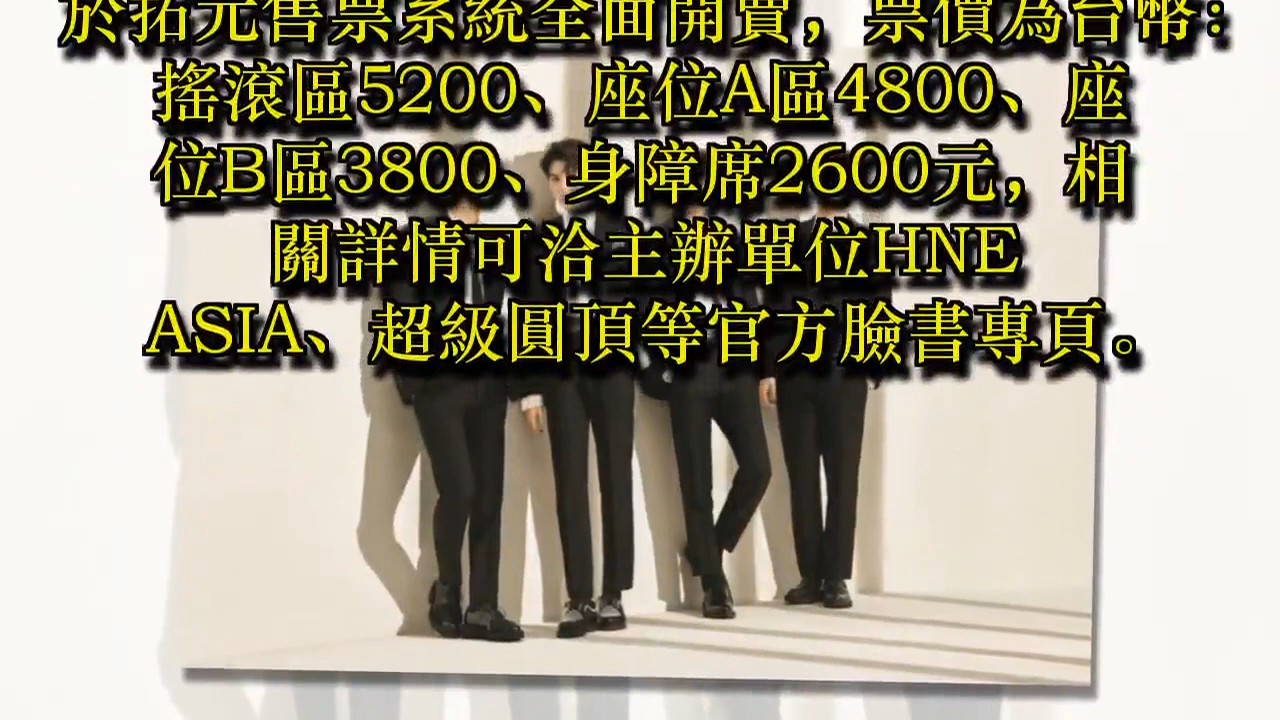 於拓元售票系統全面開賣，票價為台幣：
搖滾區5200、座位A區4800、座
位B區3800、身障席2600元，相
關詳情可洽主辦單位HNE
ASIA、超級圓頂等官方臉書專頁。